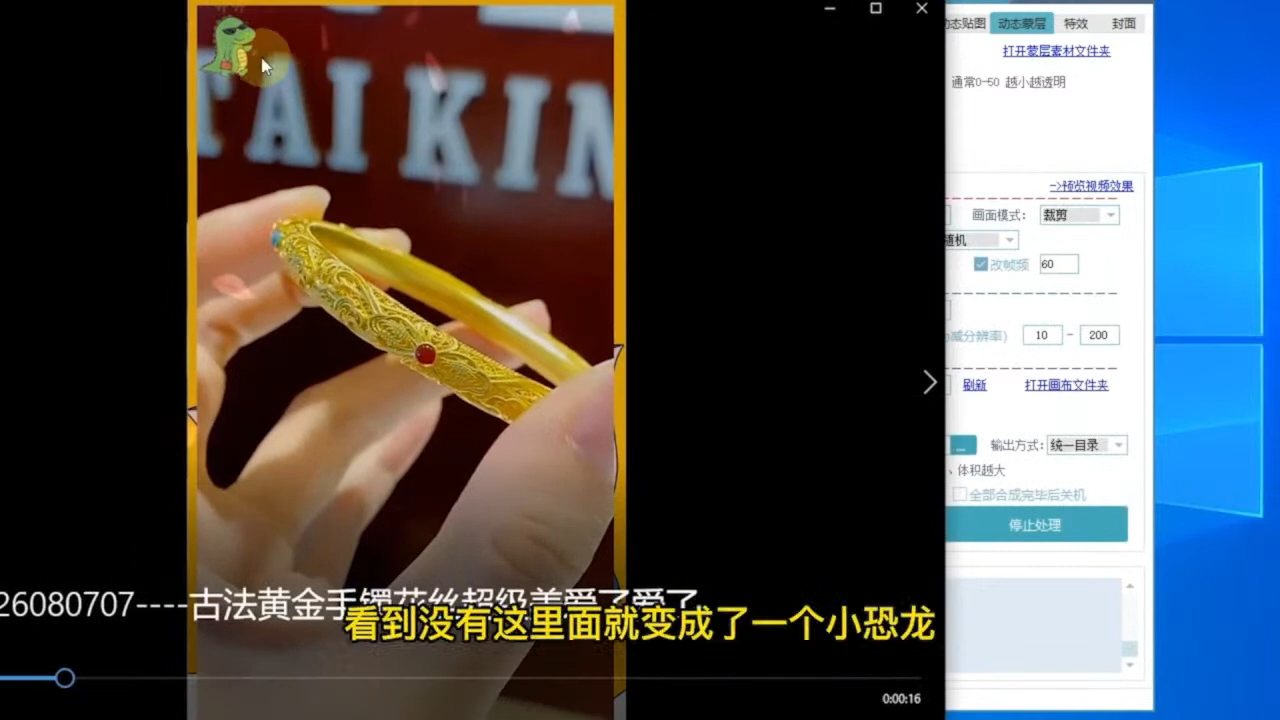 动态贴图 动态蒙层 特效 封面
打开蒙层素材文件夹
通常0-50 越小越透明
TAI KIN
->预览视频效果
画面模式: 裁剪
随机
改帧频 60
减分辨率) 10 - 200
刷新 打开画布文件夹
... 输出方式: 统一目录
、体积越大
全部合成完毕后关机
停止处理
26080707----古法黄金手镯花丝超级美爱了爱了
看到没有这里面就变成了一个小恐龙
0:00:16